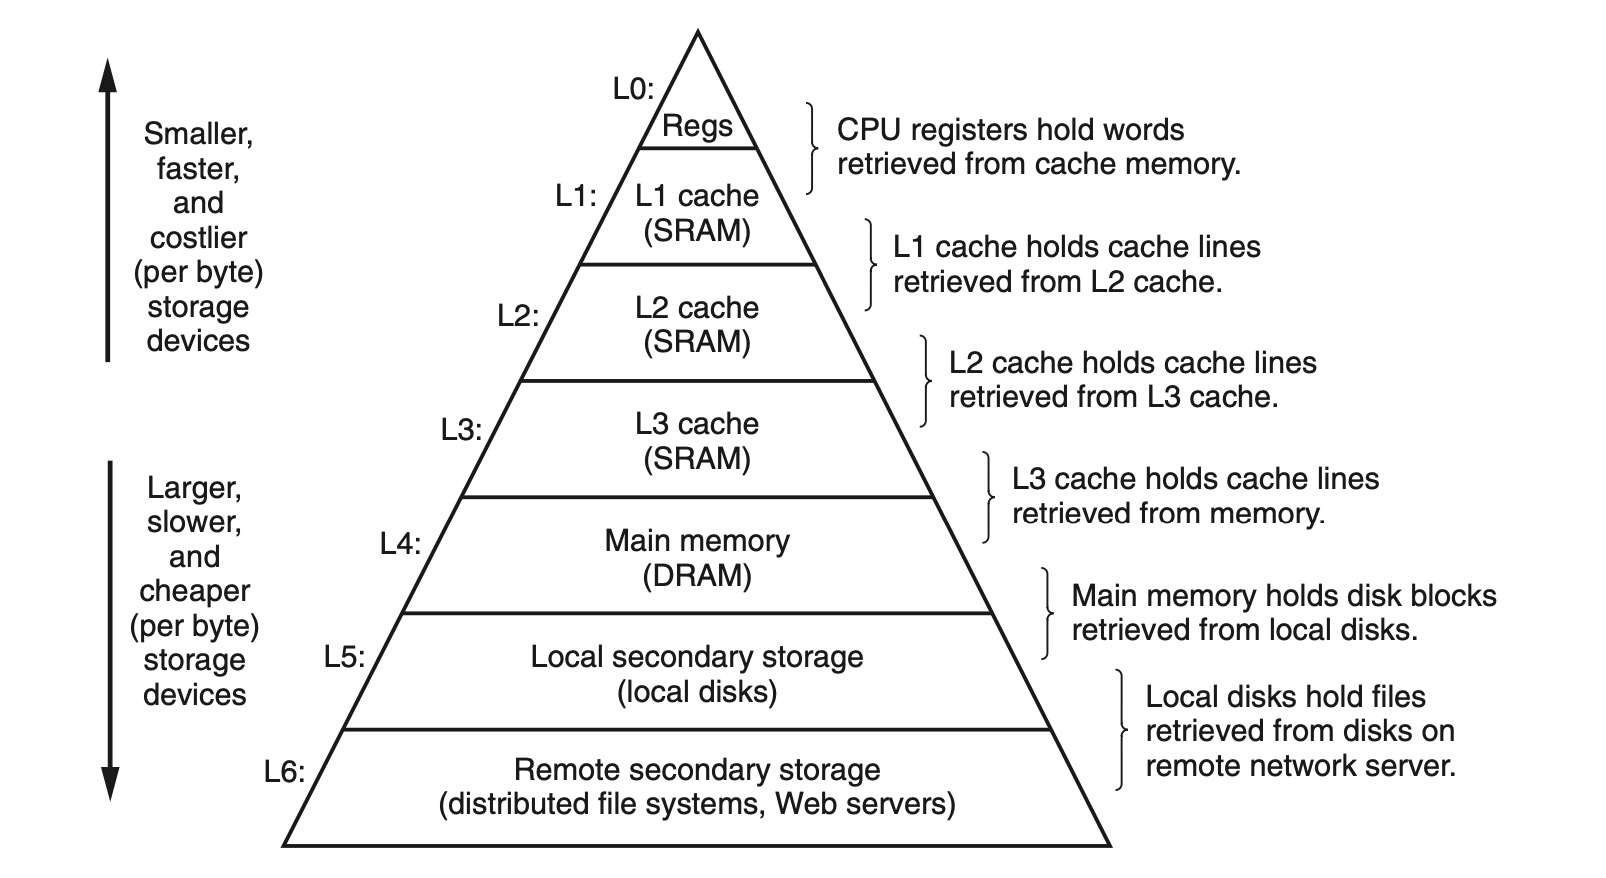 L0:
Regs
CPU registers hold words
retrieved from cache memory.
Smaller,
faster,
and
costlier
(per byte)
storage
devices
L1:
L1 cache
(SRAM)
L1 cache holds cache lines
retrieved from L2 cache.
L2:
L2 cache
(SRAM)
L2 cache holds cache lines
retrieved from L3 cache.
L3:
L3 cache
(SRAM)
L3 cache holds cache lines
retrieved from memory.
Larger,
slower,
and
cheaper
(per byte)
storage
devices
L4:
Main memory
(DRAM)
Main memory holds disk blocks
retrieved from local disks.
L5:
Local secondary storage
(local disks)
Local disks hold files
retrieved from disks on
remote network server.
L6:
Remote secondary storage
(distributed file systems, Web servers)